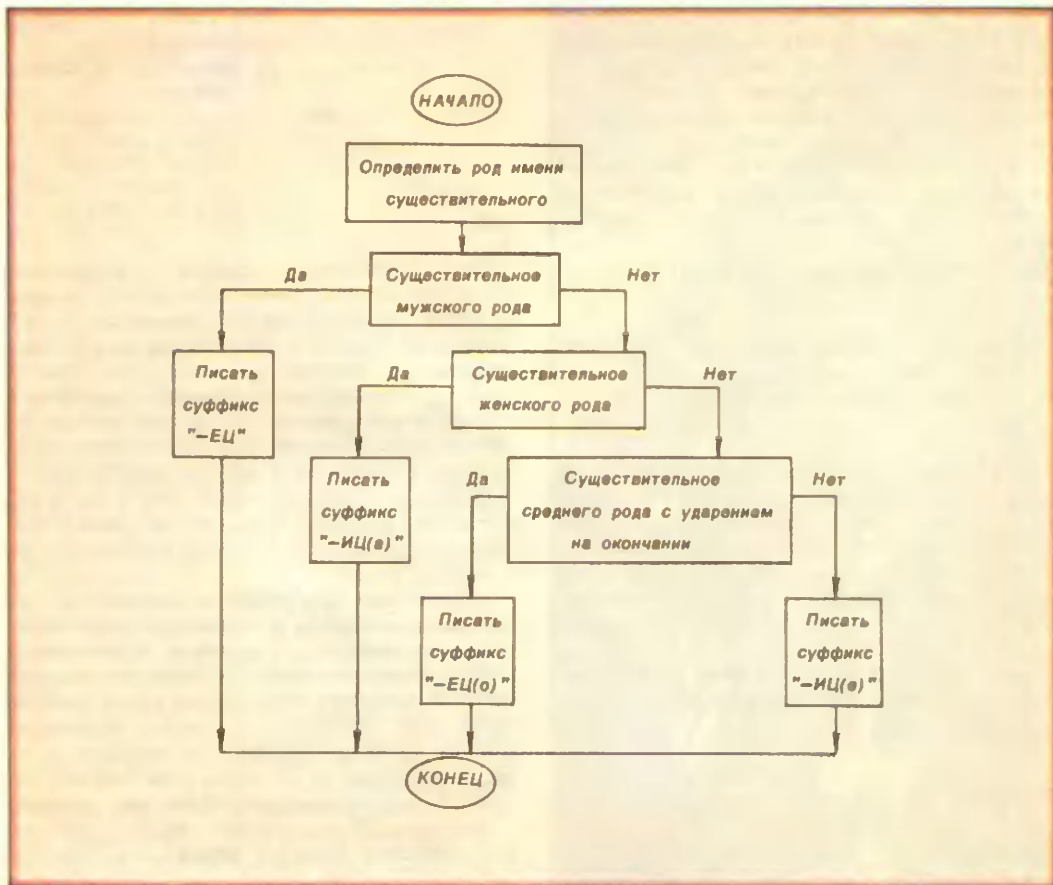 НАЧАЛО
Определить род имени
существительного
Да
Существительное
мужского рода
Нет
Писать
суффикс
"–ЕЦ"
Да
Существительное
женского рода
Нет
Писать
суффикс
"–ИЦ(а)"
Да
Существительное
среднего рода с ударением
на окончании
Нет
Писать
суффикс
"–ЕЦ(о)"
Писать
суффикс
"–ИЦ(е)"
КОНЕЦ